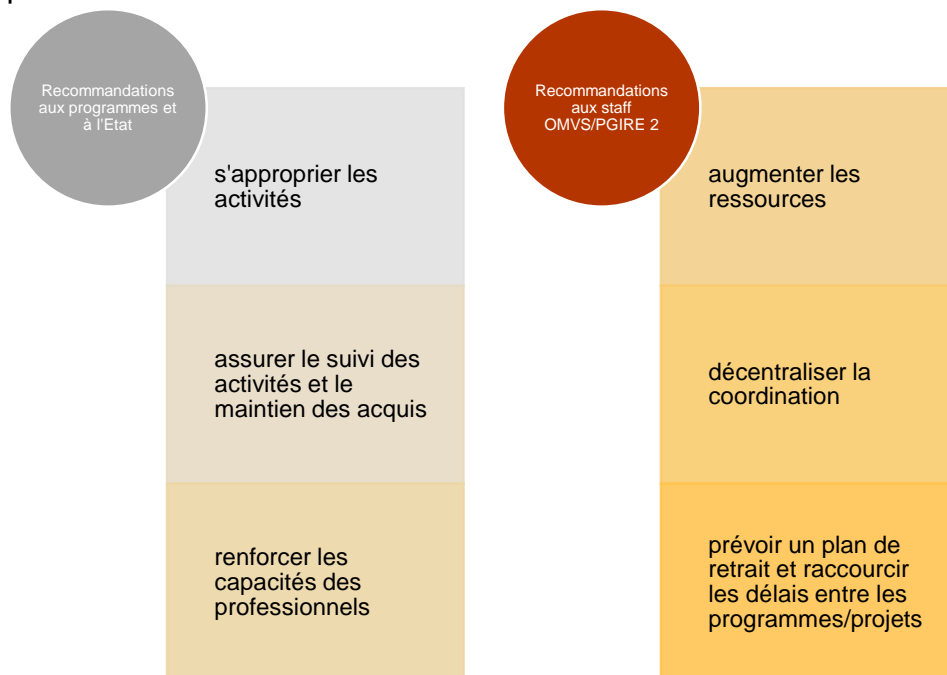 Recommandations
aux programmes et
à l'Etat
s'approprier les
activités
assurer le suivi des
activités et le
maintien des acquis
renforcer les
capacités des
professionnels
Recommandations
aux staff
OMVS/PGIRE 2
augmenter les
ressources
décentraliser la
coordination
prévoir un plan de
retrait et raccourcir
les délais entre les
programmes/projets